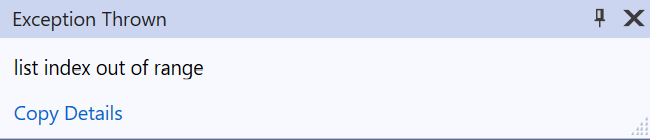 Exception Thrown
list index out of range
Copy Details